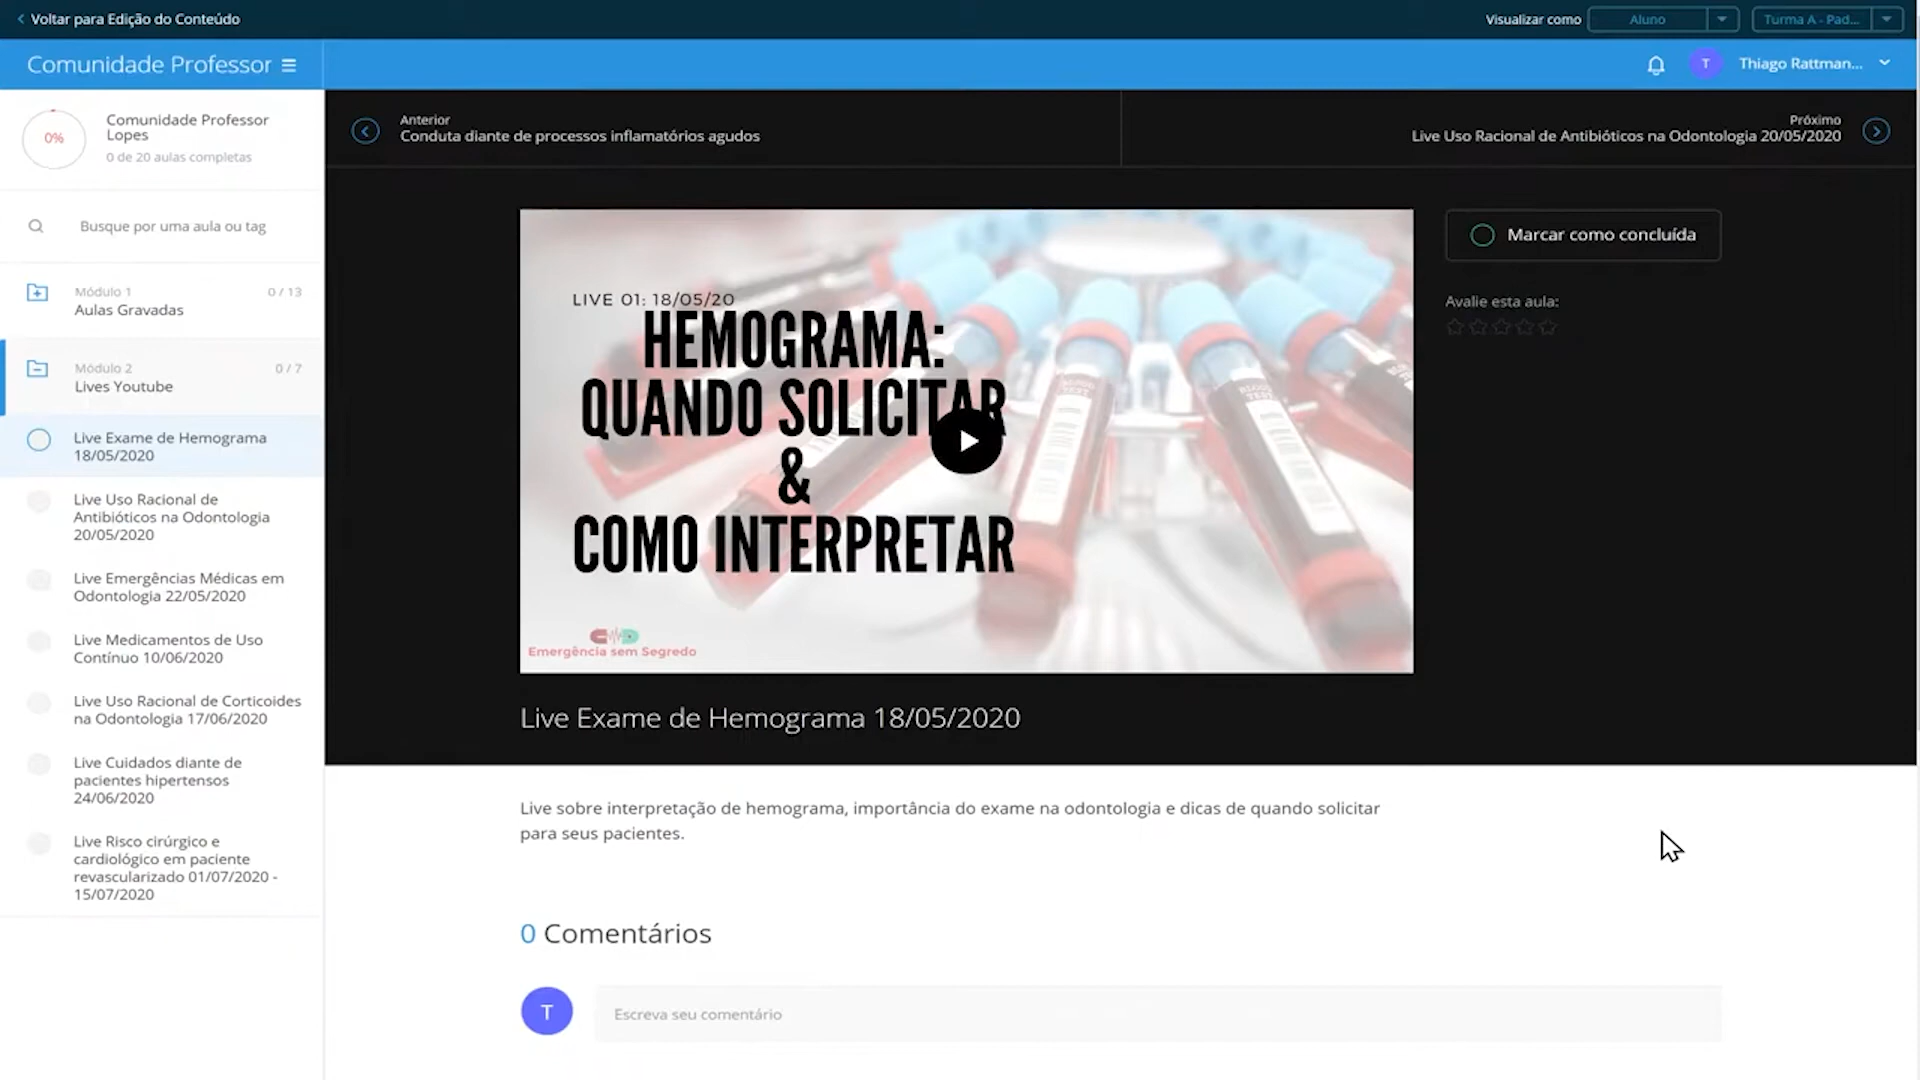 Voltar para Edição do Conteúdo
Visualizar como
Aluno
Turma A - Pad...
Comunidade Professor
T
Thiago Rattman...
0%
Comunidade Professor
Lopes
0 de 20 aulas completas
Anterior
Conduta diante de processos inflamatórios agudos
Próximo
Live Uso Racional de Antibióticos na Odontologia 20/05/2020
Busque por uma aula ou tag
Módulo 1
0 / 13
Aulas Gravadas
Módulo 2
0 / 7
Lives Youtube
Live Exame de Hemograma
18/05/2020
Live Uso Racional de
Antibióticos na Odontologia
20/05/2020
Live Emergências Médicas em
Odontologia 22/05/2020
Live Medicamentos de Uso
Contínuo 10/06/2020
Live Uso Racional de Corticoides
na Odontologia 17/06/2020
Live Cuidados diante de
pacientes hipertensos
24/06/2020
Live Risco cirúrgico e
cardiológico em paciente
revascularizado 01/07/2020 -
15/07/2020
LIVE 01: 18/05/20
HEMOGRAMA:
QUANDO SOLICITAR
&
COMO INTERPRETAR
Emergência sem Segredo
Marcar como concluída
Avalie esta aula:
Live Exame de Hemograma 18/05/2020
Live sobre interpretação de hemograma, importância do exame na odontologia e dicas de quando solicitar
para seus pacientes.
0 Comentários
T
Escreva seu comentário